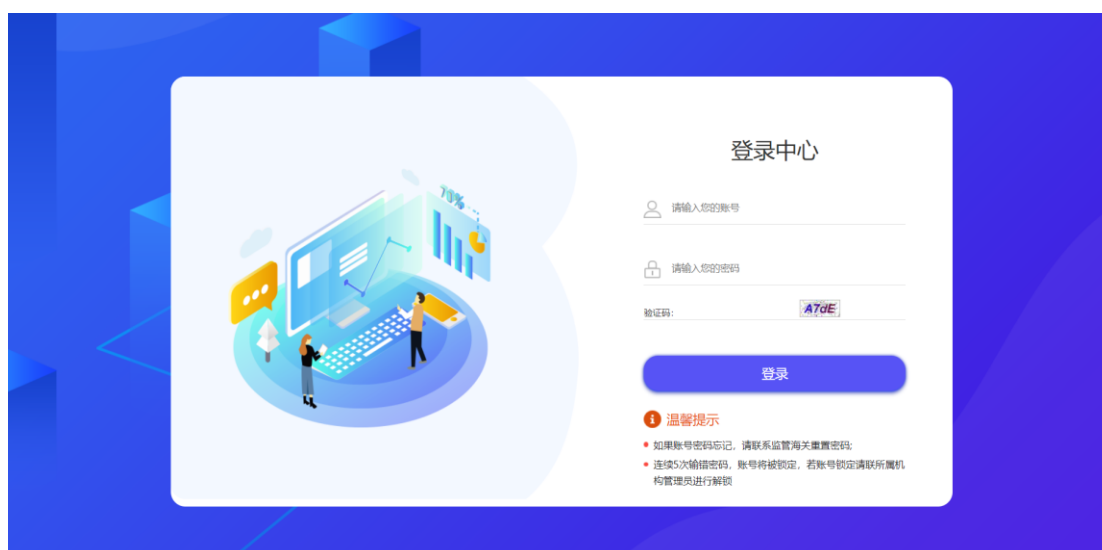 登录中心
70%
请输入您的账号
请输入您的密码
验证码:
A7dE
登录
温馨提示
如果账号密码忘记，请联系监管海关重置密码;
连续5次输错密码，账号将被锁定，若账号锁定请联所属机
构管理员进行解锁